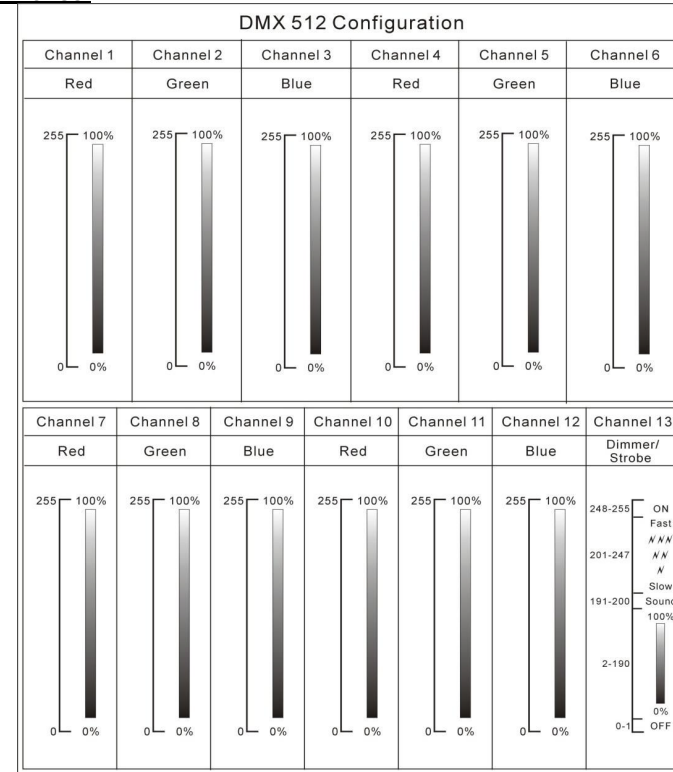 DMX 512 Configuration
Channel 1 Channel 2 Channel 3 Channel 4 Channel 5 Channel 6
Red Green Blue Red Green Blue
255 100% 255 100% 255 100% 255 100% 255 100% 255 100%
0 0% 0 0% 0 0% 0 0% 0 0% 0 0%
Channel 7 Channel 8 Channel 9 Channel 10 Channel 11 Channel 12 Channel 13
Red Green Blue Red Green Blue Dimmer/
Strobe
255 100% 255 100% 255 100% 255 100% 255 100% 255 100%
248-255 ON
Fast
201-247
Slow
191-200 Sound
100%
2-190
0%
0-1 OFF
0 0% 0 0% 0 0% 0 0% 0 0% 0 0%